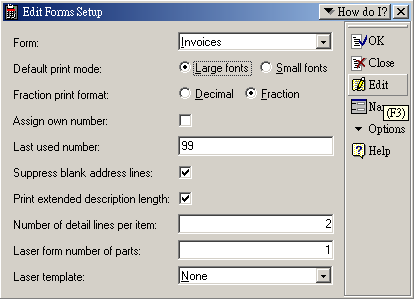 Edit Forms Setup
How do I?
Form:
Invoices
Default print mode:
Large fonts
Small fonts
Fraction print format:
Decimal
Fraction
Assign own number:
Last used number:
99
Suppress blank address lines:
Print extended description length:
Number of detail lines per item:
2
Laser form number of parts:
1
Laser template:
None
OK
Close
Edit
(F3)
Options
Help